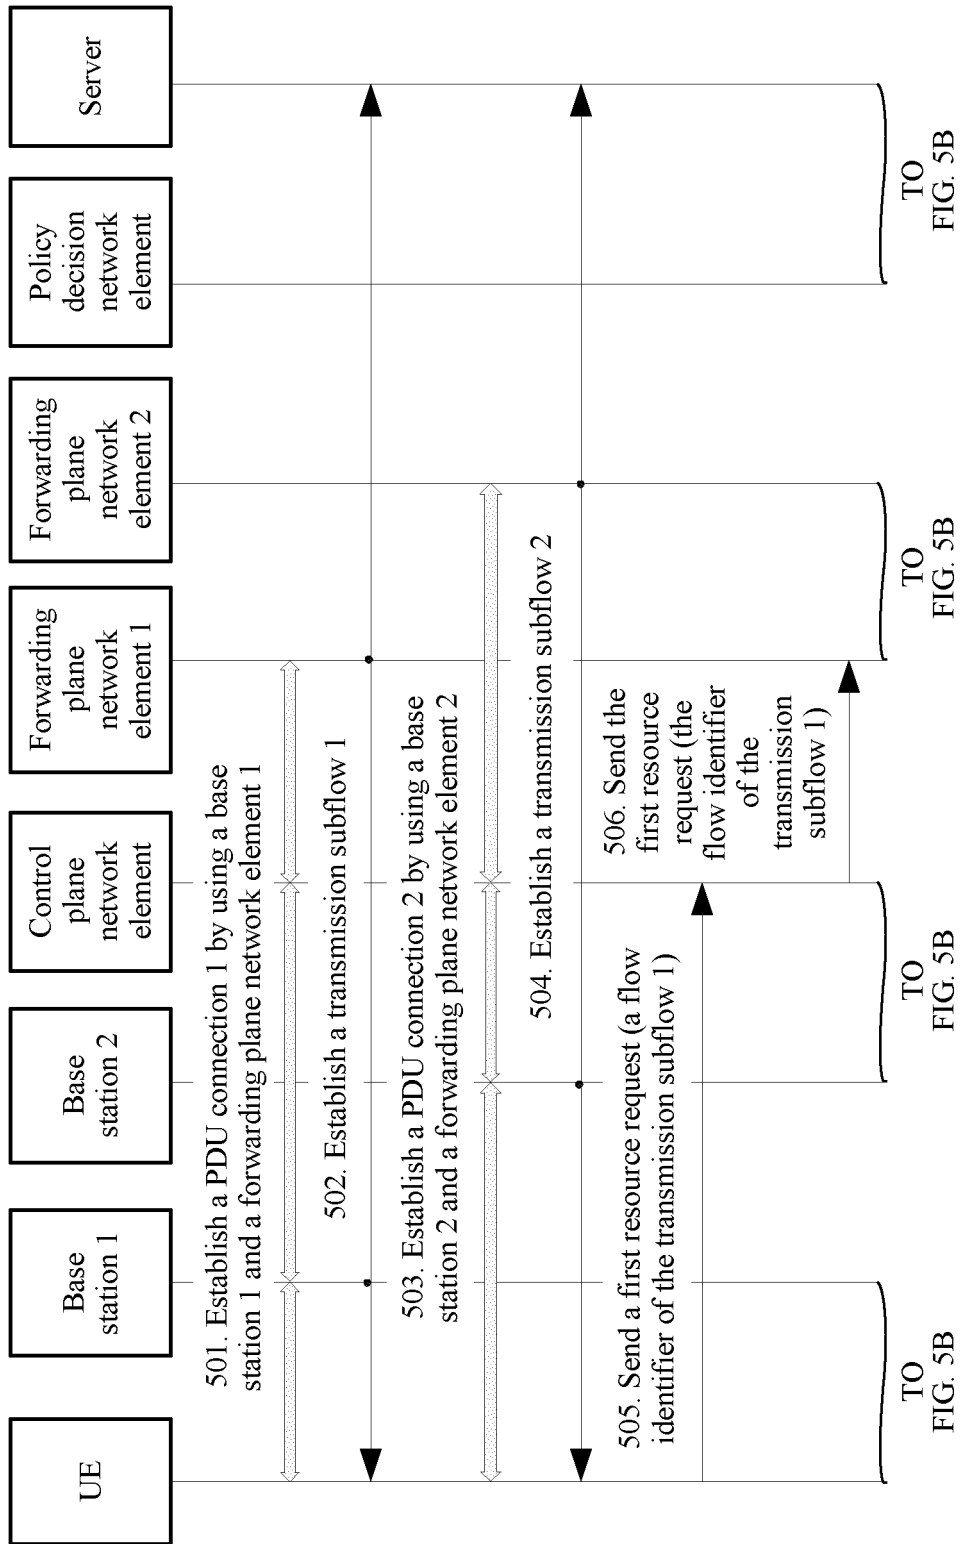 UE
Base
station 1
Base
station 2
Control
plane
network
element
Forwarding
plane
network
element 1
Forwarding
plane
network
element 2
Policy
decision
network
element
Server
501. Establish a PDU connection 1 by using a base
station 1 and a forwarding plane network element 1
502. Establish a transmission subflow 1
503. Establish a PDU connection 2 by using a base
station 2 and a forwarding plane network element 2
504. Establish a transmission subflow 2
505. Send a first resource request (a flow
identifier of the transmission subflow 1)
506. Send the
first resource
request (the
flow identifier
of the
transmission
subflow 1)
TO
FIG. 5B
TO
FIG. 5B
TO
FIG. 5B
TO
FIG. 5B